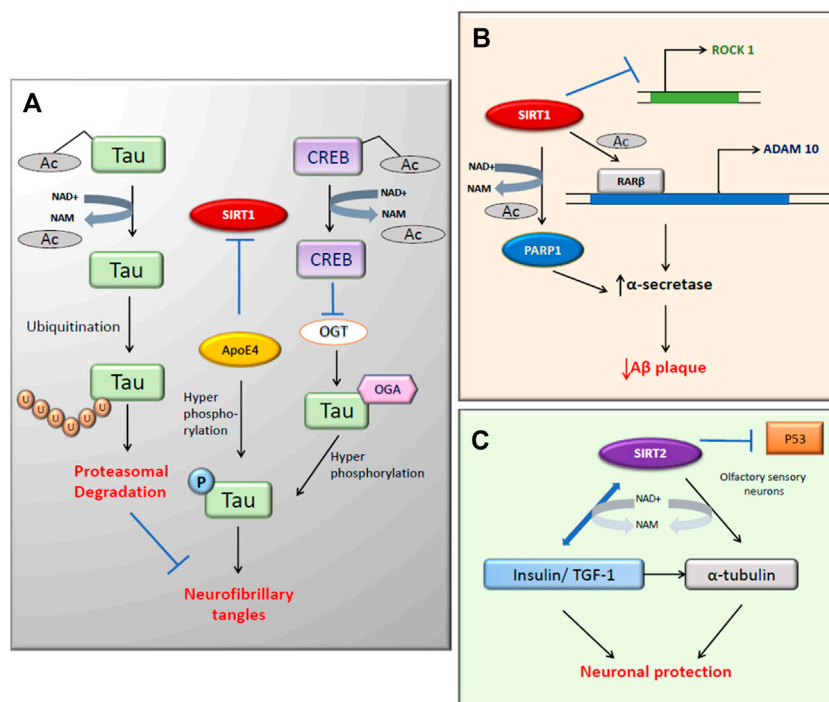 A
Ac
Tau
NAD+
NAM
Ac
Tau
Ubiquitination
Tau
U U U U U U
Proteasomal
Degradation
SIRT1
ApoE4
Hyper
phospho-
rylation
P
Tau
Neurofibrillary
tangles
CREB
Ac
NAD+
NAM
Ac
CREB
OGT
OGA
Tau
Hyper
phosphorylation
B
ROCK 1
SIRT1
Ac
NAD+
NAM
Ac
RARβ
ADAM 10
PARP1
α-secretase
Aβ plaque
C
P53
SIRT2
Olfactory sensory
neurons
NAD+
NAM
Insulin/ TGF-1
α-tubulin
Neuronal protection